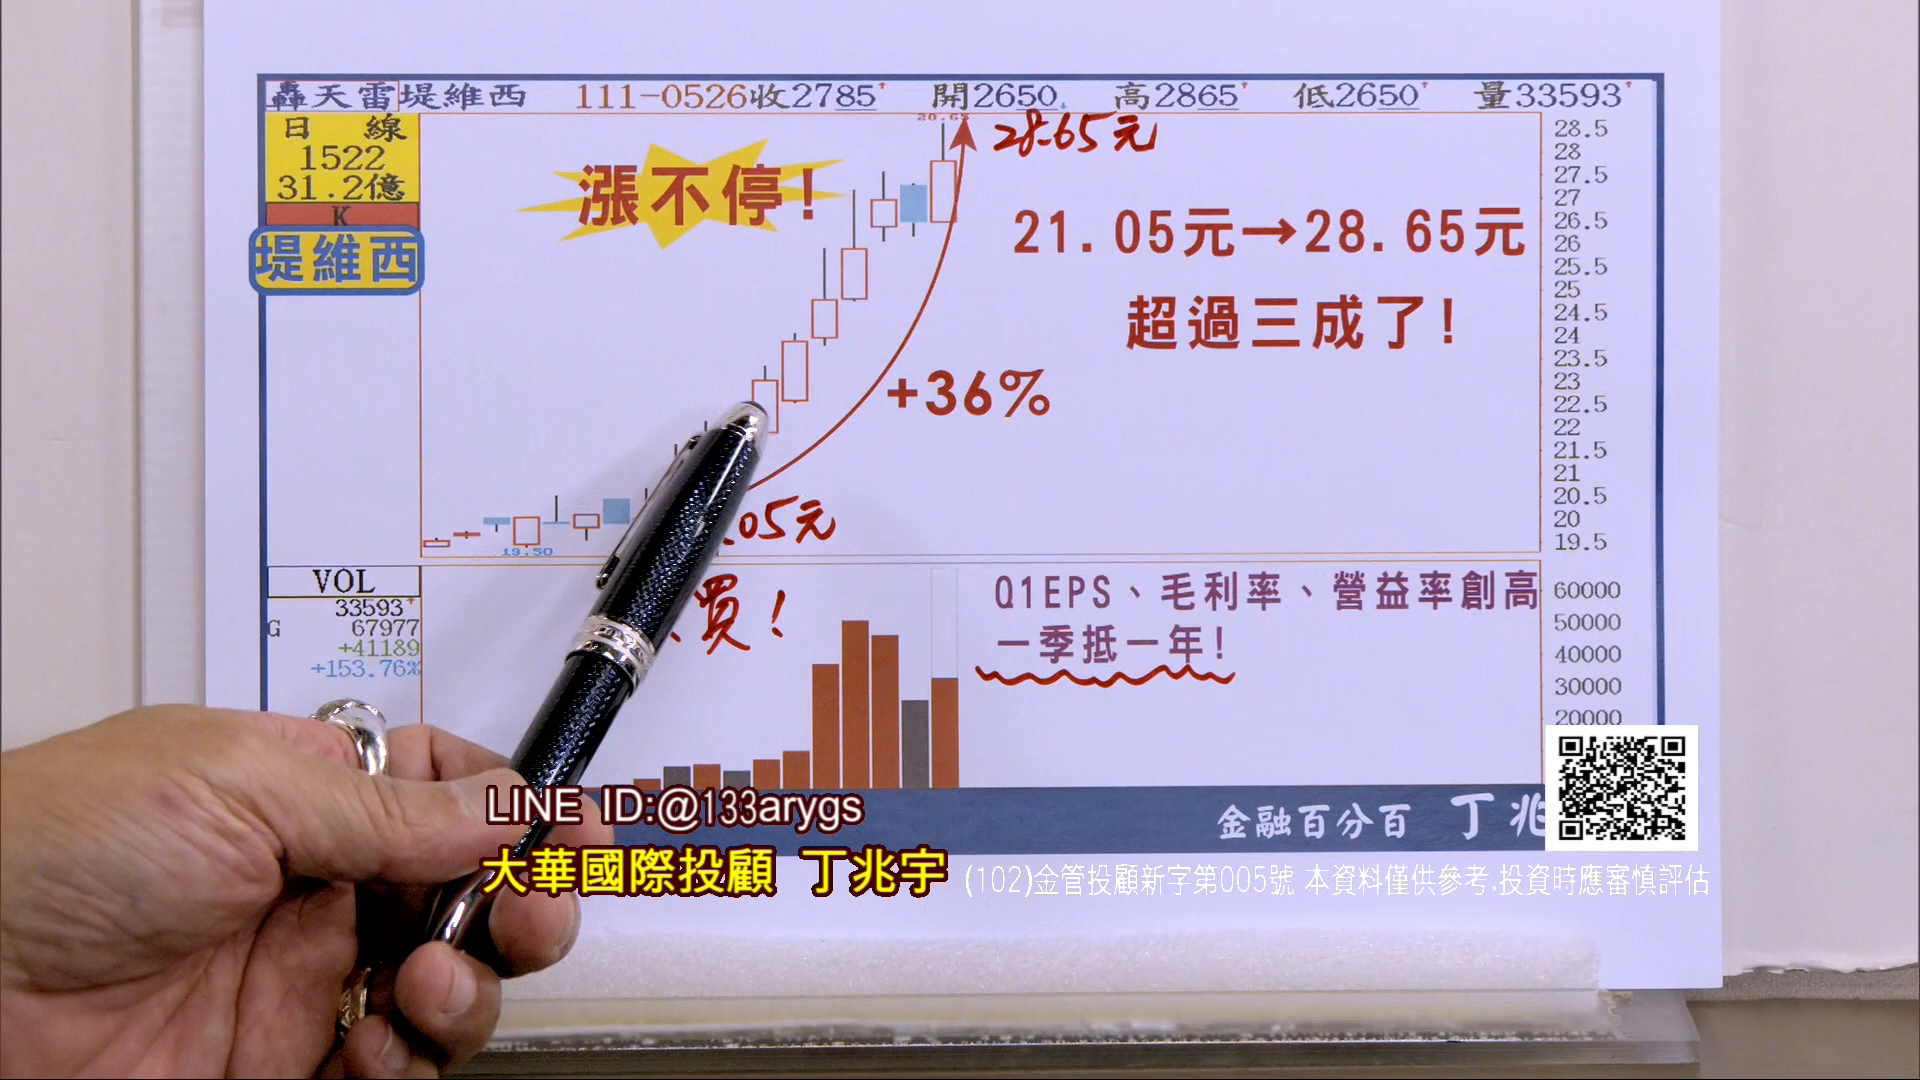 轟天雷堤維西 111-0526收2785↑ 開2650 高2865↑ 低2650↑ 量33593↑
日 線
1522
31.2億
K
堤維西
漲不停!
28.65
28.65元
21.05元→28.65元
超過三成了!
+36%
.05元
19.50
買!
28.5
28
27.5
27
26.5
26
25.5
25
24.5
24
23.5
23
22.5
22
21.5
21
20.5
20
19.5
VOL
33593↑
G 67977
+41189
+153.76%
Q1EPS、毛利率、營益率創高
一季抵一年!
60000
50000
40000
30000
20000
金融百分百 丁兆
LINE ID:@133arygs
大華國際投顧 丁兆宇 (102)金管投顧新字第005號 本資料僅供參考.投資時應審慎評估